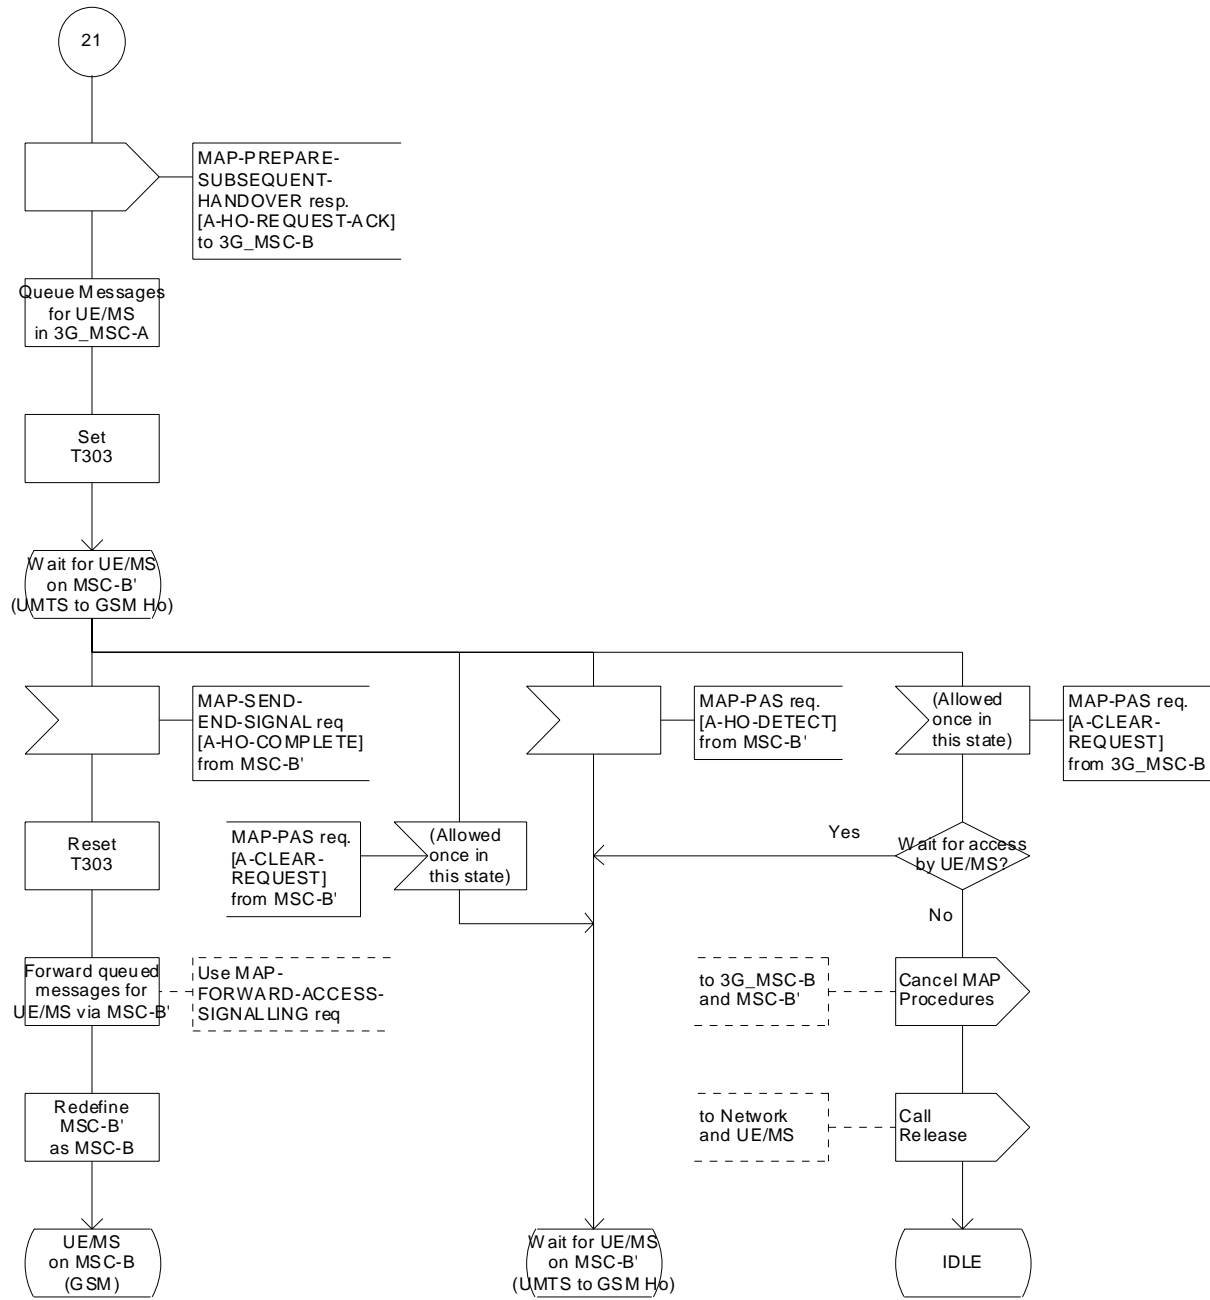 21
MAP-PREPARE-
SUBSEQUENT-
HANDOVER resp.
[A-HO-REQUEST-ACK]
to 3G_MSC-B
Queue Messages
for UE/MS
in 3G_MSC-A
Set
T303
Wait for UE/MS
on MSC-B'
(UMTS to GSM Ho)
MAP-SEND-
END-SIGNAL req
[A-HO-COMPLETE]
from MSC-B'
MAP-PAS req.
[A-HO-DETECT]
from MSC-B'
(Allowed
once in
this state)
MAP-PAS req.
[A-CLEAR-
REQUEST]
from 3G_MSC-B
Reset
T303
MAP-PAS req.
[A-CLEAR-
REQUEST]
from MSC-B'
(Allowed
once in
this state)
Yes
Wait for access
by UE/MS?
No
Forward queued
messages for
UE/MS via MSC-B'
Use MAP-
FORWARD-ACCESS-
SIGNALLING req
to 3G_MSC-B
and MSC-B'
Cancel MAP
Procedures
Redefine
MSC-B'
as MSC-B
to Network
and UE/MS
Call
Release
UE/MS
on MSC-B
(GSM)
Wait for UE/MS
on MSC-B'
(UMTS to GSM Ho)
IDLE